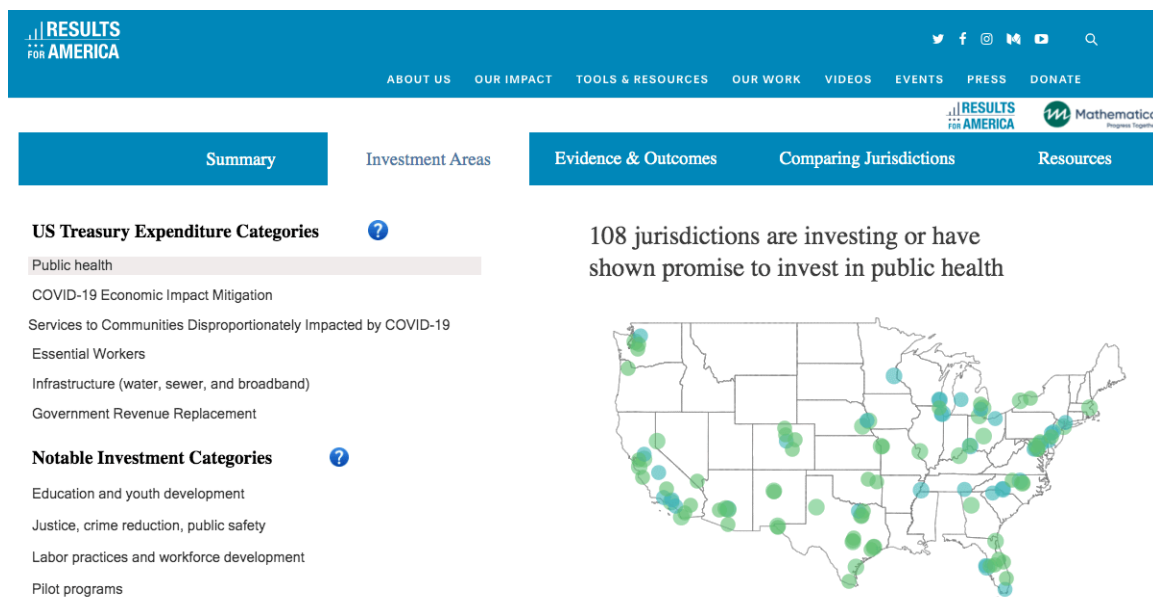 RESULTS
FOR AMERICA
ABOUT US OUR IMPACT TOOLS & RESOURCES OUR WORK VIDEOS EVENTS PRESS DONATE
RESULTS
FOR AMERICA
Mathematica
Progress Together
Summary Investment Areas Evidence & Outcomes Comparing Jurisdictions Resources
US Treasury Expenditure Categories ?
Public health
COVID-19 Economic Impact Mitigation
Services to Communities Disproportionately Impacted by COVID-19
Essential Workers
Infrastructure (water, sewer, and broadband)
Government Revenue Replacement
Notable Investment Categories ?
Education and youth development
Justice, crime reduction, public safety
Labor practices and workforce development
Pilot programs
108 jurisdictions are investing or have
shown promise to invest in public health